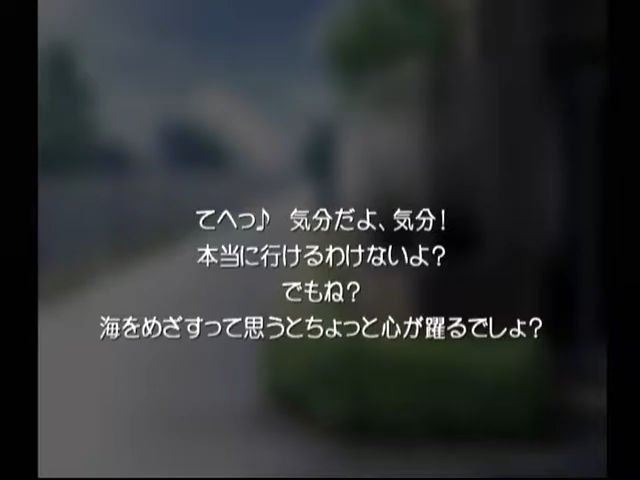 てへっ♪　気分だよ、気分！
本当に行けるわけないよ？
でもね？
海をめざすって思うとちょっと心が躍るでしょ？